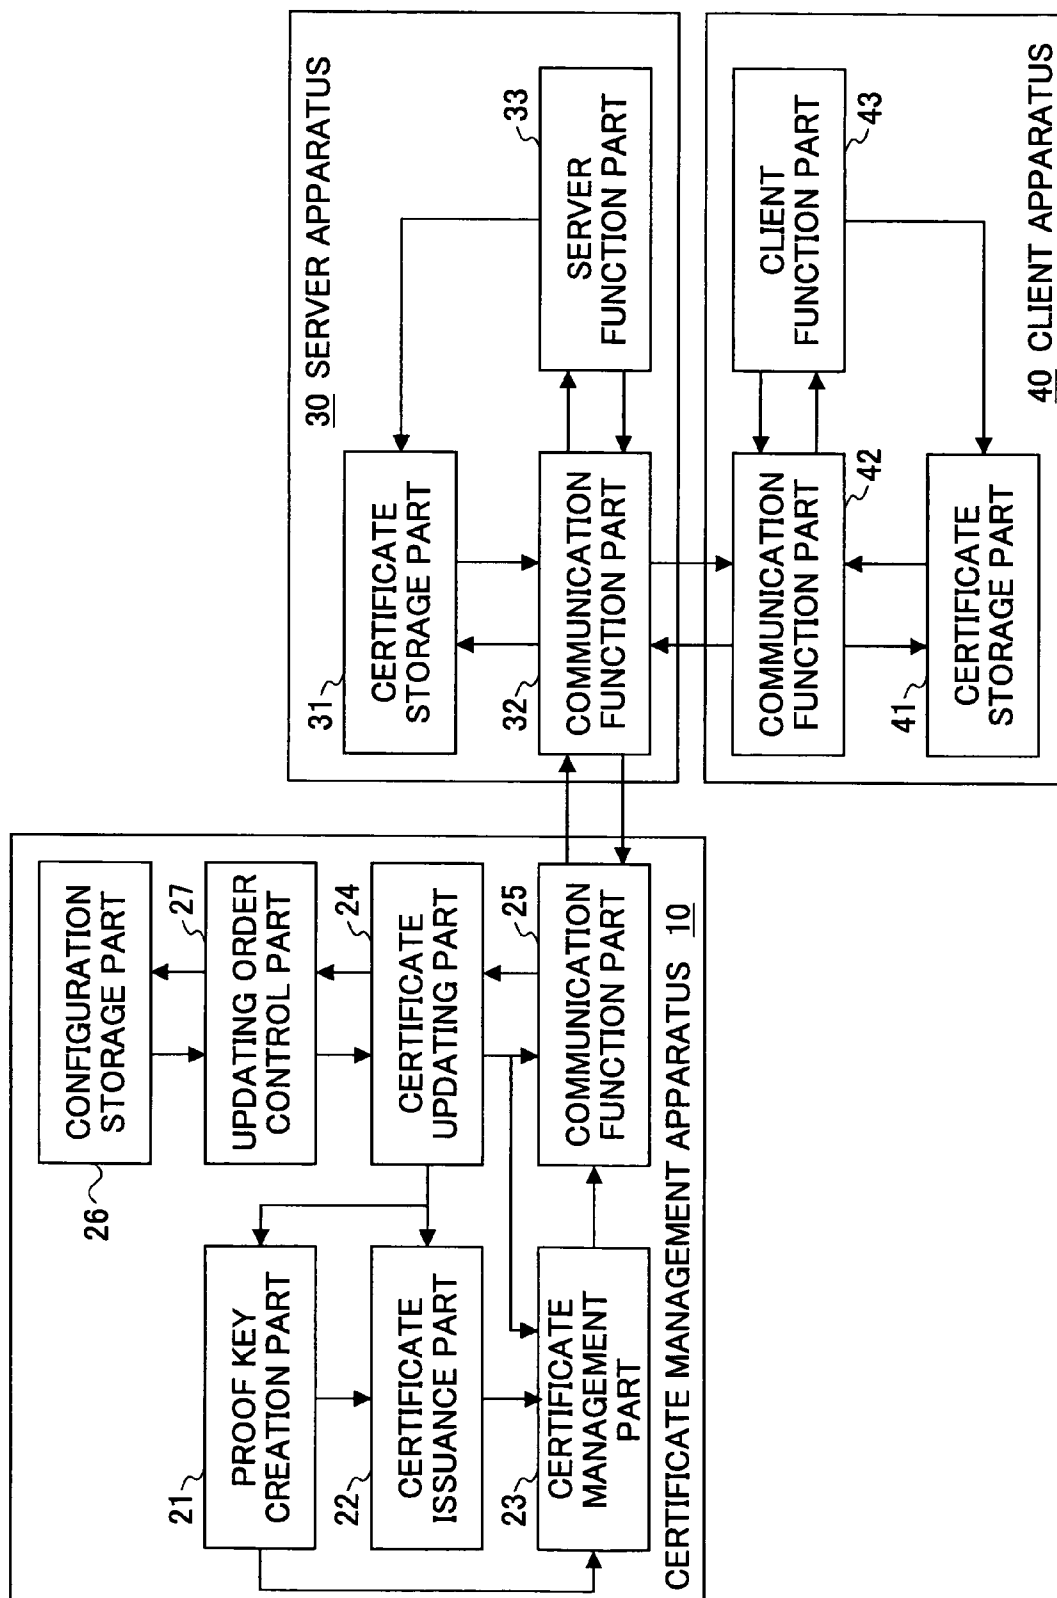 26
CONFIGURATION
STORAGE PART
27
UPDATING ORDER
CONTROL PART
21
PROOF KEY
CREATION PART
24
CERTIFICATE
UPDATING PART
22
CERTIFICATE
ISSUANCE PART
25
COMMUNICATION
FUNCTION PART
23
CERTIFICATE
MANAGEMENT
PART
CERTIFICATE MANAGEMENT APPARATUS 10
30 SERVER APPARATUS
31
CERTIFICATE
STORAGE PART
32
COMMUNICATION
FUNCTION PART
33
SERVER
FUNCTION PART
COMMUNICATION
FUNCTION PART
42
CLIENT
FUNCTION PART
43
41
CERTIFICATE
STORAGE PART
40 CLIENT APPARATUS